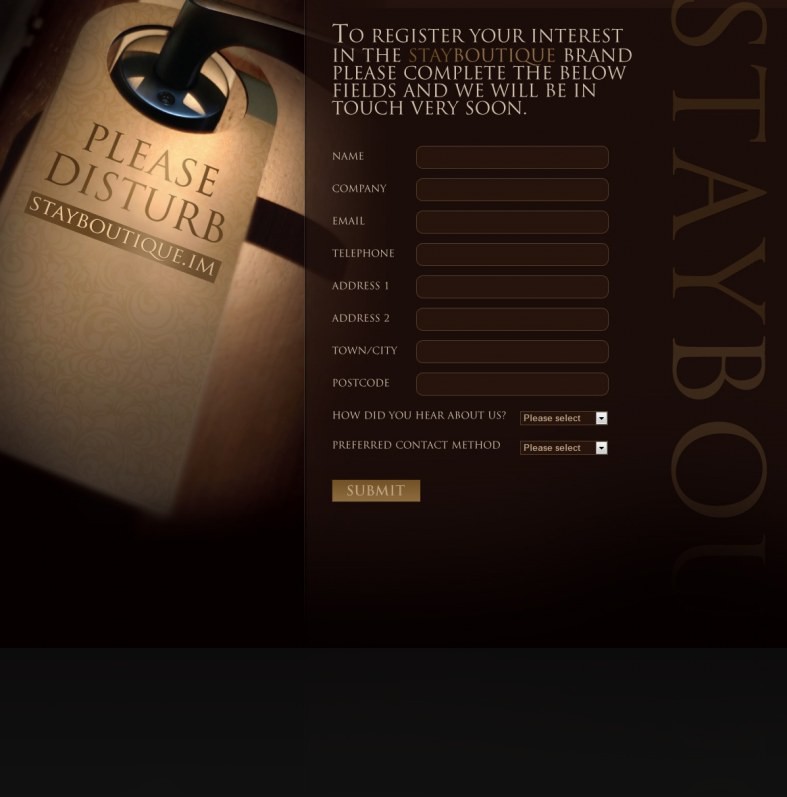 PLEASE
DISTURB
STAYBOUTIQUE.IM
TO REGISTER YOUR INTEREST
IN THE STAYBOUTIQUE BRAND
PLEASE COMPLETE THE BELOW
FIELDS AND WE WILL BE IN
TOUCH VERY SOON.
NAME
COMPANY
EMAIL
TELEPHONE
ADDRESS 1
ADDRESS 2
TOWN/CITY
POSTCODE
HOW DID YOU HEAR ABOUT US? Please select
PREFERRED CONTACT METHOD Please select
SUBMIT
STAYBOU